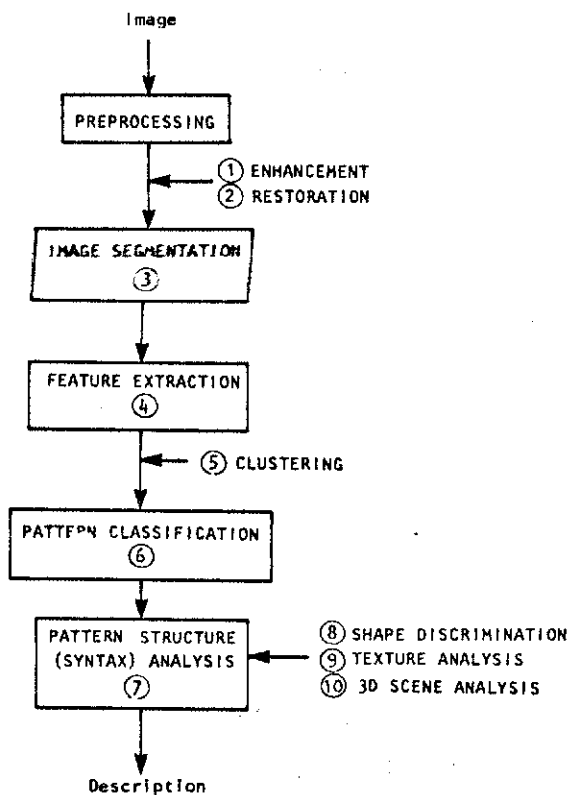 Image
PREPROCESSING
① ENHANCEMENT
② RESTORATION
IMAGE SEGMENTATION
③
FEATURE EXTRACTION
④
⑤ CLUSTERING
PATTERN CLASSIFICATION
⑥
PATTERN STRUCTURE
(SYNTAX) ANALYSIS
⑦
⑧ SHAPE DISCRIMINATION
⑨ TEXTURE ANALYSIS
⑩ 3D SCENE ANALYSIS
Description